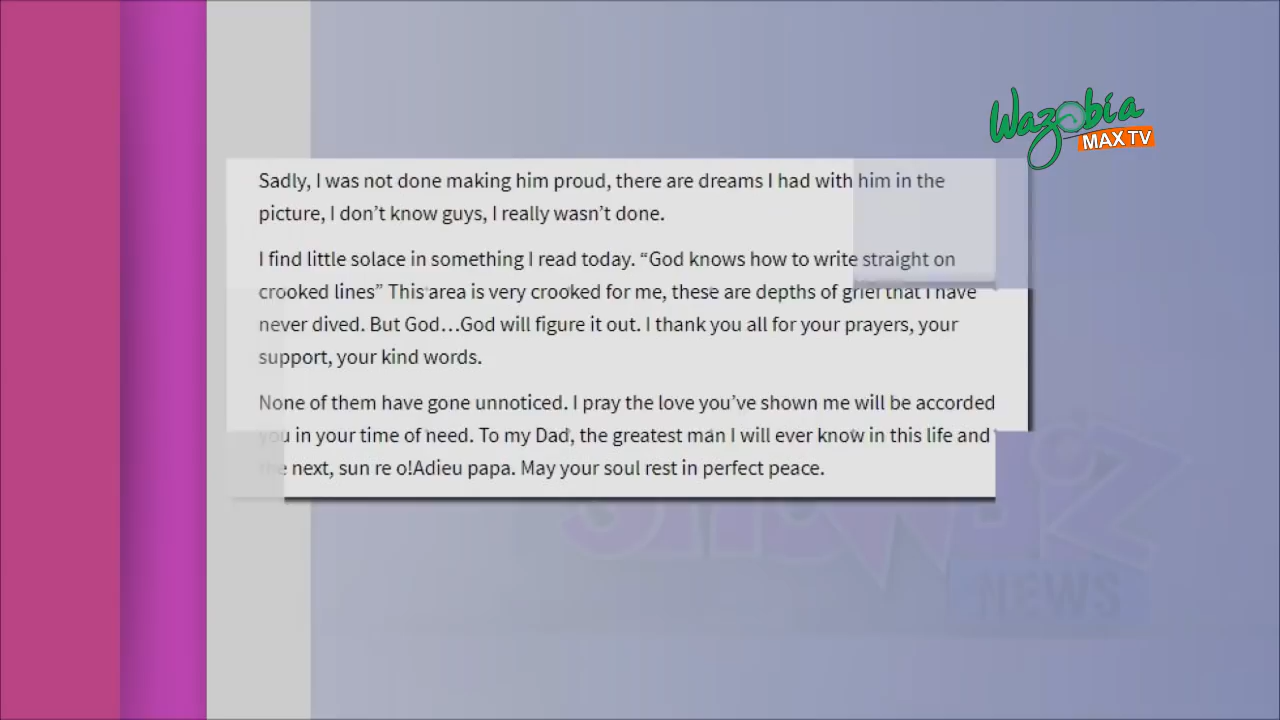 Wazobia
MAX TV
Sadly, I was not done making him proud, there are dreams I had with him in the
picture, I don’t know guys, I really wasn’t done.
I find little solace in something I read today. “God knows how to write straight on
crooked lines” This area is very crooked for me, these are depths of grief that I have
never dived. But God…God will figure it out. I thank you all for your prayers, your
support, your kind words.
None of them have gone unnoticed. I pray the love you’ve shown me will be accorded
you in your time of need. To my Dad, the greatest man I will ever know in this life and
the next, sun re o!Adieu papa. May your soul rest in perfect peace.
NEWS